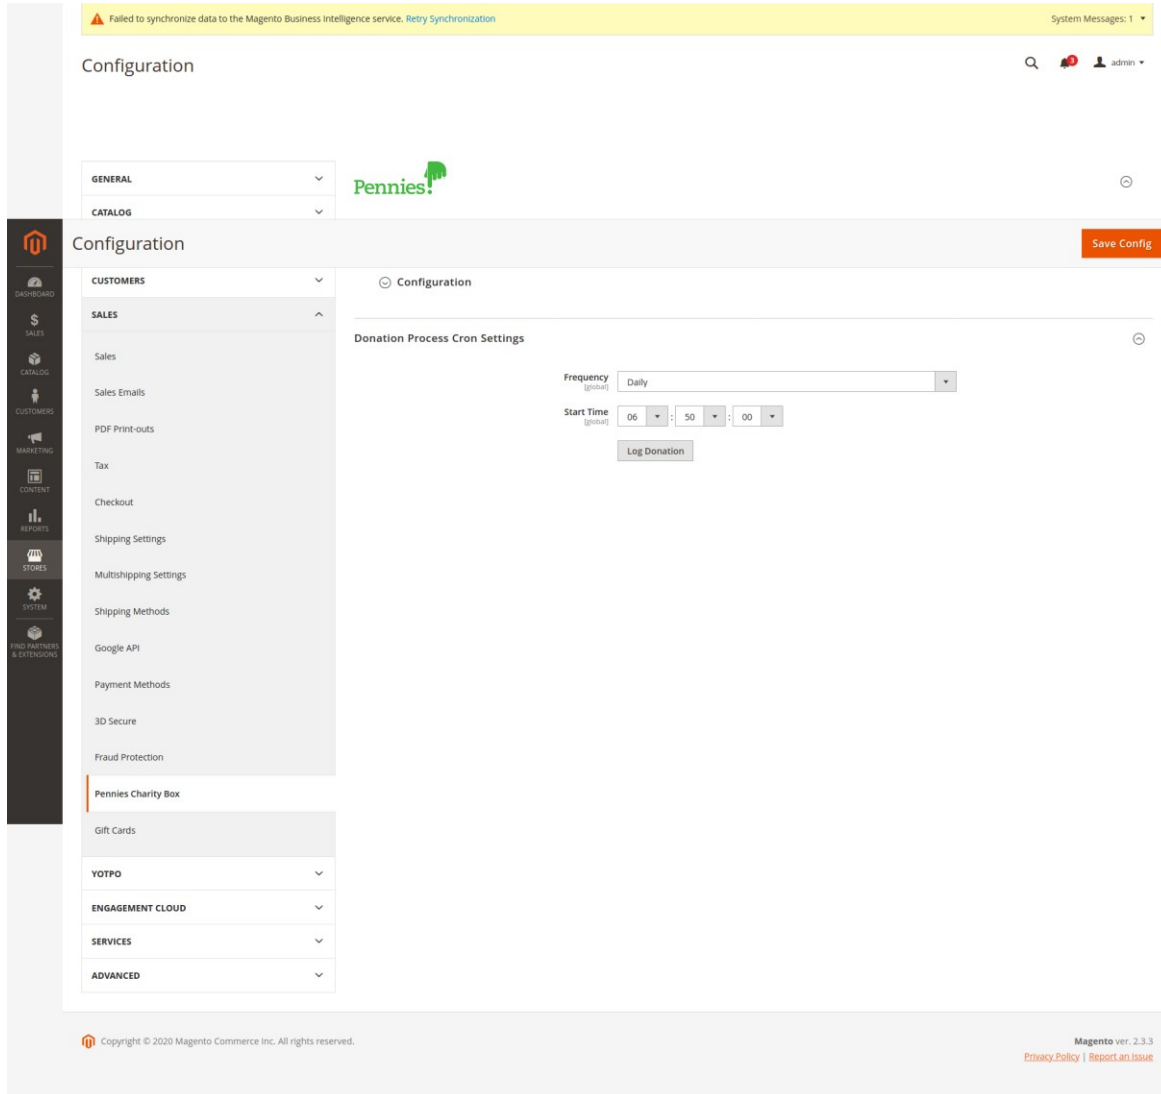 Failed to synchronize data to the Magento Business Intelligence service. Retry Synchronization
System Messages: 1
Configuration
3
admin
GENERAL
Pennies!
CATALOG
Configuration
Save Config
DASHBOARD
SALES
CATALOG
CUSTOMERS
MARKETING
CONTENT
REPORTS
STORES
SYSTEM
FIND PARTNERS
& EXTENSIONS
CUSTOMERS
SALES
Sales
Sales Emails
PDF Print-outs
Tax
Checkout
Shipping Settings
Multishipping Settings
Shipping Methods
Google API
Payment Methods
3D Secure
Fraud Protection
Pennies Charity Box
Gift Cards
YOTPO
ENGAGEMENT CLOUD
SERVICES
ADVANCED
Configuration
Donation Process Cron Settings
Frequency
[global]
Daily
Start Time
[global]
06 : 50 : 00
Log Donation
Copyright © 2020 Magento Commerce Inc. All rights reserved.
Magento ver. 2.3.3
Privacy Policy | Report an Issue